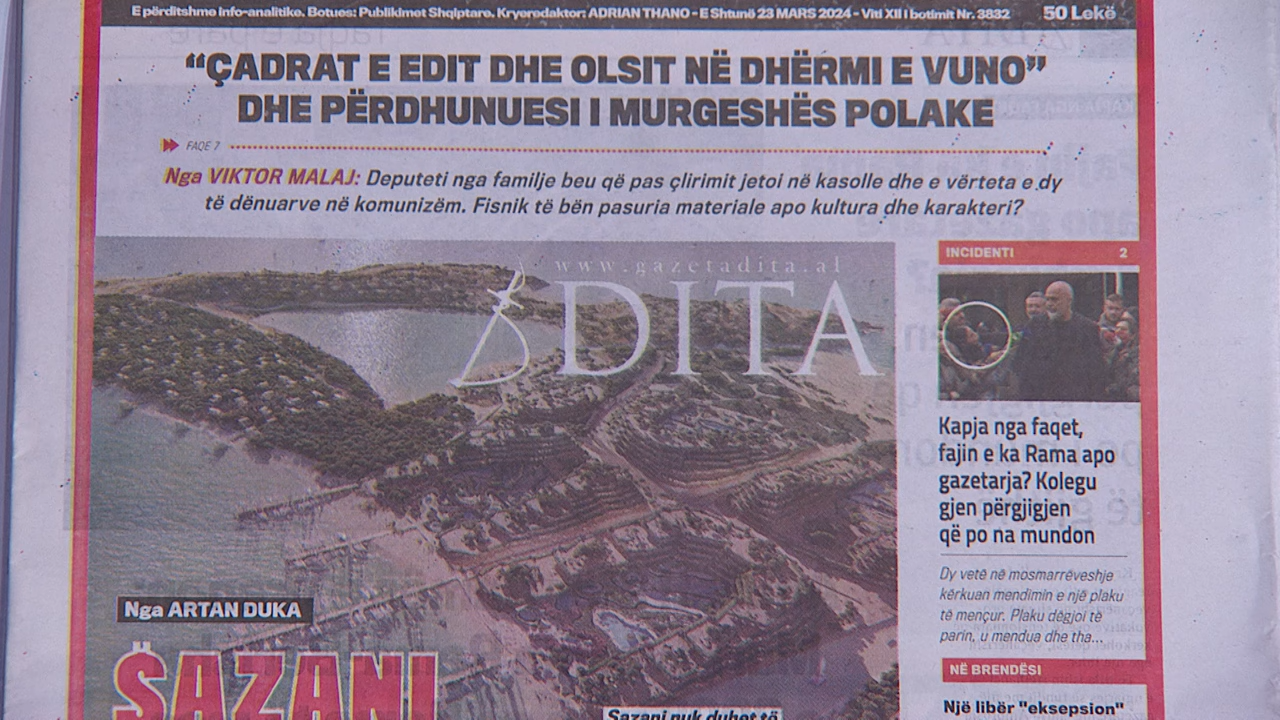 E përditshme info-analitike. Botues: Publikimet Shqiptare. Kryeredaktor: ADRIAN THANO - E Shtunë 23 MARS 2024 - Viti XII i botimit Nr. 3832 50 Lekë
“ÇADRAT E EDIT DHE OLSIT NË DHËRMI E VUNO”
DHE PËRDHUNUESI I MURGESHËS POLAKE
FAQE 7
Nga VIKTOR MALAJ: Deputeti nga familje beu që pas çlirimit jetoi në kasolle dhe e vërteta e dy
të dënuarve në komunizëm. Fisnik të bën pasuria materiale apo kultura dhe karakteri?
www.gazetadita.al
DITA
Nga ARTAN DUKA
SAZANI
Sazani nuk duhet të
INCIDENTI 2
Kapja nga faqet,
fajin e ka Rama apo
gazetarja? Kolegu
gjen përgjigjen
që po na mundon
Dy vetë në mosmarrëveshje
kërkuan mendimin e një plaku
të mençur. Plaku dëgjoi të
parin, u mendua dhe tha...
NË BRENDËSI
Një libër "eksepsion"